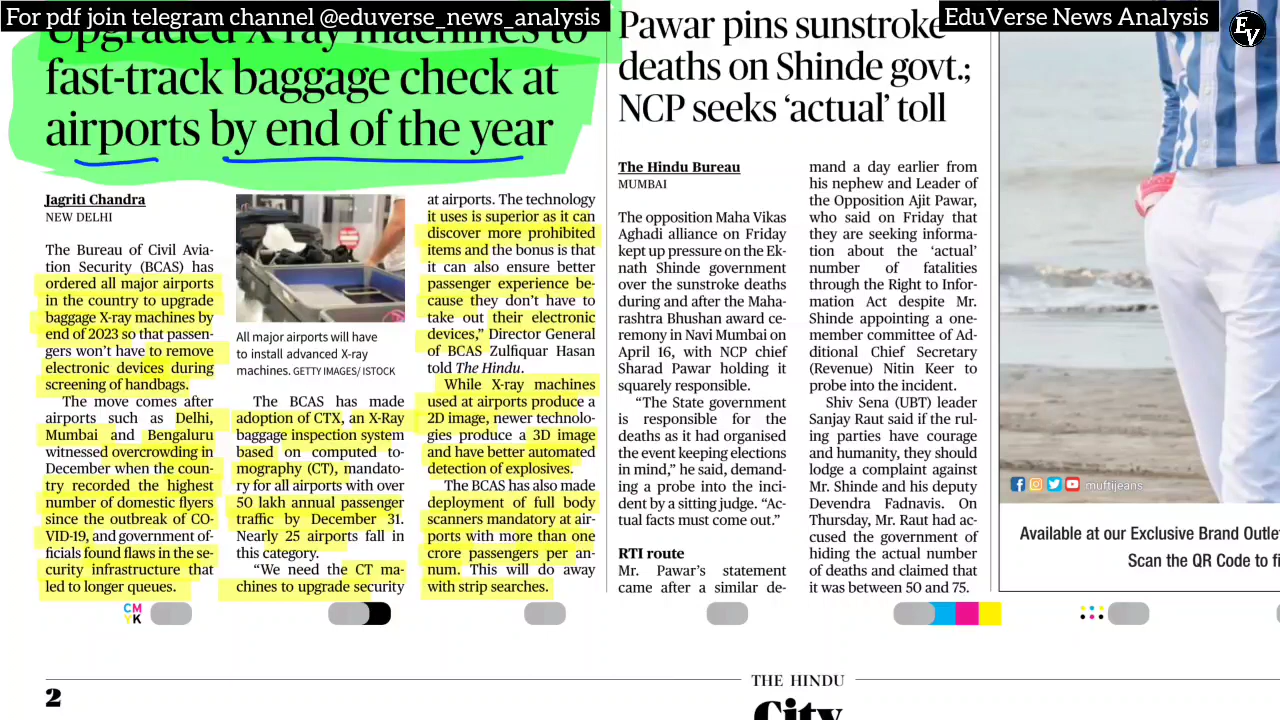 For pdf join telegram channel @eduverse_news_analysis
EduVerse News Analysis
EV
Upgraded X-ray machines to
fast-track baggage check at
airports by end of the year
Jagriti Chandra
NEW DELHI
The Bureau of Civil Avia-
tion Security (BCAS) has
ordered all major airports
in the country to upgrade
baggage X-ray machines by
end of 2023 so that passen-
gers won't have to remove
electronic devices during
screening of handbags.
The move comes after
airports such as Delhi,
Mumbai and Bengaluru
witnessed overcrowding in
December when the coun-
try recorded the highest
number of domestic flyers
since the outbreak of CO-
VID-19, and government of-
ficials found flaws in the se-
curity infrastructure that
led to longer queues.
All major airports will have
to install advanced X-ray
machines. GETTY IMAGES/ ISTOCK
The BCAS has made
adoption of CTX, an X-Ray
baggage inspection system
based on computed to-
mography (CT), mandato-
ry for all airports with over
50 lakh annual passenger
traffic by December 31.
Nearly 25 airports fall in
this category.
“We need the CT ma-
chines to upgrade security
at airports. The technology
it uses is superior as it can
discover more prohibited
items and the bonus is that
it can also ensure better
passenger experience be-
cause they don't have to
take out their electronic
devices,” Director General
of BCAS Zulfiquar Hasan
told The Hindu.
While X-ray machines
used at airports produce a
2D image, newer technolo-
gies produce a 3D image
and have better automated
detection of explosives.
The BCAS has also made
deployment of full body
scanners mandatory at air-
ports with more than one
crore passengers per an-
num. This will do away
with strip searches.
Pawar pins sunstroke
deaths on Shinde govt.;
NCP seeks ‘actual’ toll
The Hindu Bureau
MUMBAI
The opposition Maha Vikas
Aghadi alliance on Friday
kept up pressure on the Ek-
nath Shinde government
over the sunstroke deaths
during and after the Maha-
rashtra Bhushan award ce-
remony in Navi Mumbai on
April 16, with NCP chief
Sharad Pawar holding it
squarely responsible.
“The State government
is responsible for the
deaths as it had organised
the event keeping elections
in mind,” he said, demand-
ing a probe into the inci-
dent by a sitting judge. “Ac-
tual facts must come out.”
RTI route
Mr. Pawar's statement
came after a similar de-
mand a day earlier from
his nephew and Leader of
the Opposition Ajit Pawar,
who said on Friday that
they are seeking informa-
tion about the ‘actual’
number of fatalities
through the Right to Infor-
mation Act despite Mr.
Shinde appointing a one-
member committee of Ad-
ditional Chief Secretary
(Revenue) Nitin Keer to
probe into the incident.
Shiv Sena (UBT) leader
Sanjay Raut said if the rul-
ing parties have courage
and humanity, they should
lodge a complaint against
Mr. Shinde and his deputy
Devendra Fadnavis. On
Thursday, Mr. Raut had ac-
cused the government of
hiding the actual number
of deaths and claimed that
it was between 50 and 75.
muftijeans
Available at our Exclusive Brand
Scan the QR Code to
CM
YK
2
THE HINDU
City